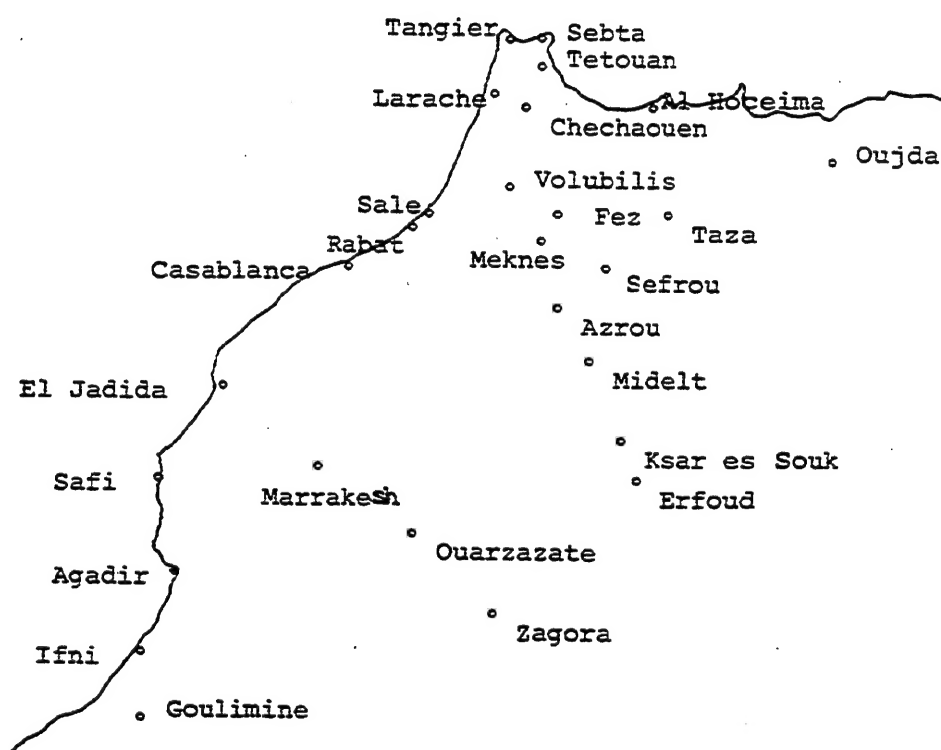 Tangier
Sebta
Tetouan
Larache
Al Hoceima
Chechaouen
Oujda
Volubilis
Sale
Fez
Taza
Rabat
Meknes
Casablanca
Sefrou
Azrou
Midelt
El Jadida
Ksar es Souk
Safi
Marrakesh
Erfoud
Ouarzazate
Agadir
Zagora
Ifni
Goulimine